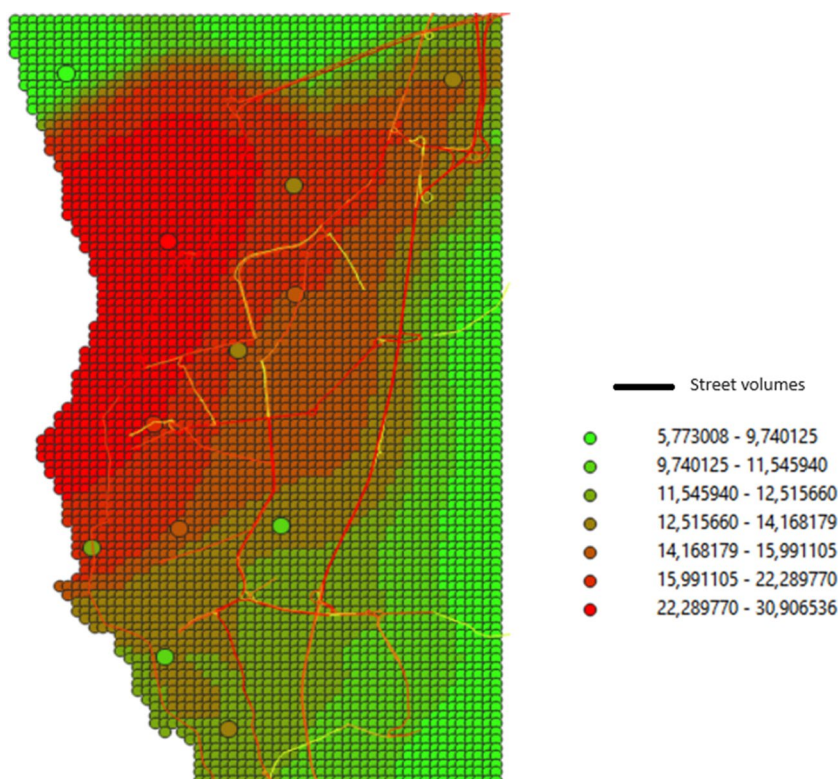 Street volumes
5,773008 - 9,740125
9,740125 - 11,545940
11,545940 - 12,515660
12,515660 - 14,168179
14,168179 - 15,991105
15,991105 - 22,289770
22,289770 - 30,906536